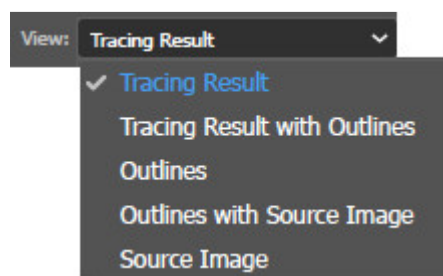 View: Tracing Result
Tracing Result
Tracing Result with Outlines
Outlines
Outlines with Source Image
Source Image